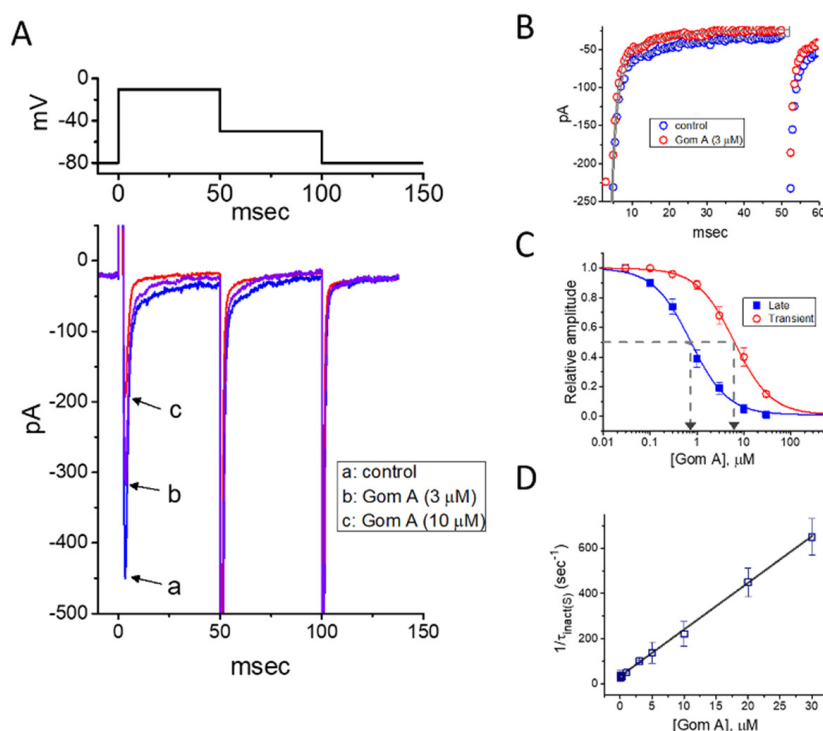 A
0
-40
-80
mV
0
50
100
150
msec
0
-100
-200
-300
-400
-500
pA
c
b
a
a: control
b: Gom A (3 μM)
c: Gom A (10 μM)
0
50
100
150
msec
B
-50
-100
-150
-200
-250
pA
control
Gom A (3 μM)
10
20
30
40
50
60
msec
C
1.0
0.8
0.6
0.4
0.2
0.0
Relative amplitude
Late
Transient
0.01
0.1
1
10
100
[Gom A], μM
D
600
400
200
0
1/τinact(S) (sec-1)
0
5
10
15
20
25
30
[Gom A], μM